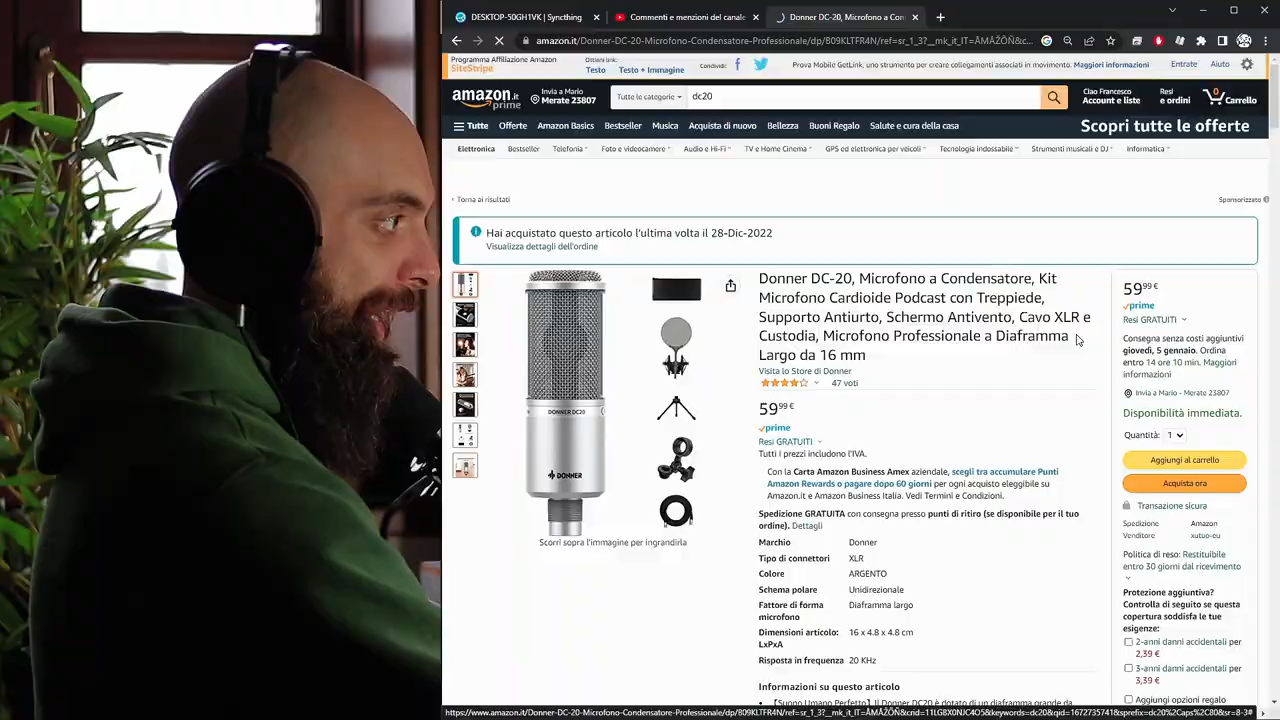 DESKTOP-50GH1VK | Syncthing
Commenti e menzioni del canale
Donner DC-20, Microfono a Con
amazon.it/Donner-DC-20-Microfono-Condensatore-Professionale/dp/B09KLTFR4N/ref=sr_1_3?__mk_it_IT=ÅMÅŽÕÑ&c...
Programma Affiliazione Amazon
SiteStripe
Ottieni link:
Testo
Testo + Immagine
Condividi:
Prova Mobile GetLink, uno strumento per creare collegamenti associati in movimento. Maggiori informazioni
Entrate
Aiuto
amazon.it
prime
Invia a Mario
Merate 23807
Tutte le categorie
dc20
Ciao Francesco
Account e liste
Resi
e ordini
0
Carrello
Tutte
Offerte
Amazon Basics
Bestseller
Musica
Acquista di nuovo
Bellezza
Buoni Regalo
Salute e cura della casa
Scopri tutte le offerte
Elettronica
Bestseller
Telefonia
Foto e videocamere
Audio e Hi-Fi
TV e Home Cinema
GPS ed elettronica per veicoli
Tecnologia indossabile
Strumenti musicali e DJ
Informatica
‹ Torna ai risultati
Sponsorizzato
Hai acquistato questo articolo l'ultima volta il 28-Dic-2022
Visualizza dettagli dell'ordine
DONNER DC20
DONNER
Scorri sopra l'immagine per ingrandirla
Donner DC-20, Microfono a Condensatore, Kit
Microfono Cardioide Podcast con Treppiede,
Supporto Antiurto, Schermo Antivento, Cavo XLR e
Custodia, Microfono Professionale a Diaframma
Largo da 16 mm
Visita lo Store di Donner
47 voti
59,99 €
prime
Resi GRATUITI
Tutti i prezzi includono l'IVA.
Con la Carta Amazon Business Amex aziendale, scegli tra accumulare Punti
Amazon Rewards o pagare dopo 60 giorni per ogni acquisto eleggibile su
Amazon.it e Amazon Business Italia. Vedi Termini e Condizioni.
Spedizione GRATUITA con consegna presso punti di ritiro (se disponibile per il tuo
ordine). Dettagli
Marchio Donner
Tipo di connettori XLR
Colore ARGENTO
Schema polare Unidirezionale
Fattore di forma Diaframma largo
microfono
Dimensioni articolo: 16 x 4.8 x 4.8 cm
LxPxA
Risposta in frequenza 20 KHz
Informazioni su questo articolo
【Suono Umano Perfetto】Il Donner DC20 è dotato di un diaframma grande da
59,99 €
prime
Resi GRATUITI
Consegna senza costi aggiuntivi
giovedì, 5 gennaio. Ordina
entro 14 ore 10 min. Maggiori
informazioni
Invia a Mario - Merate 23807
Disponibilità immediata.
Quantità: 1
Aggiungi al carrello
Acquista ora
Transazione sicura
Spedizione Amazon
Venditore xutuo-eu
Politica di reso: Restituibile
entro 30 giorni dal ricevimento
Protezione aggiuntiva?
Controlla di seguito se questa
copertura soddisfa le tue
esigenze:
2-anni danni accidentali per
2,39 €
3-anni danni accidentali per
3,39 €
Aggiungi opzioni regalo